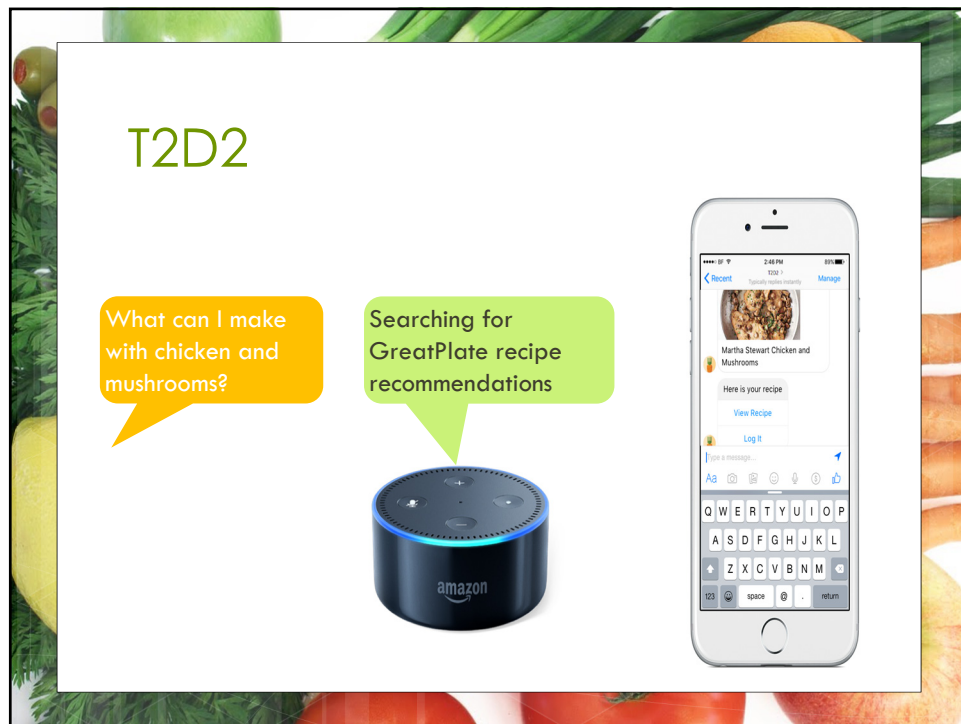 T2D2
What can I make
with chicken and
mushrooms?
Searching for
GreatPlate recipe
recommendations
amazon
BF 2:46 PM 89%
Recent T2D2 Manage
Typically replies instantly
Martha Stewart Chicken and
Mushrooms
Here is your recipe
View Recipe
Log It
Type a message...
Aa
Q W E R T Y U I O P
A S D F G H J K L
Z X C V B N M
123 space @ . return